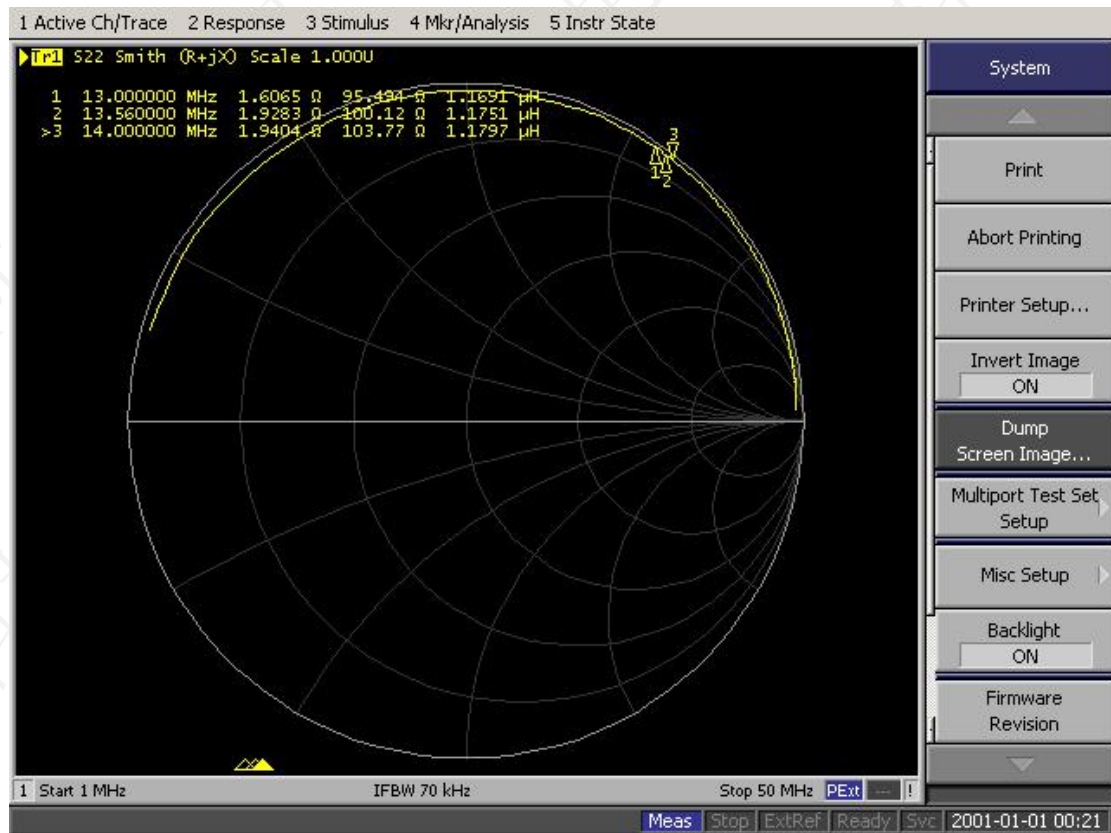 1 Active Ch/Trace 2 Response 3 Stimulus 4 Mkr/Analysis 5 Instr State
Tr1 S22 Smith (R+jX) Scale 1.000U
1 13.000000 MHz 1.6065 Ω 95.494 Ω 1.1691 μH
2 13.560000 MHz 1.9283 Ω 100.12 Ω 1.1751 μH
>3 14.000000 MHz 1.9404 Ω 103.77 Ω 1.1797 μH
3
1
2
System
Print
Abort Printing
Printer Setup...
Invert Image
ON
Dump
Screen Image...
Multiport Test Set
Setup
Misc Setup
Backlight
ON
Firmware
Revision
1 Start 1 MHz IFBW 70 kHz Stop 50 MHz PExt --- !
Meas Stop ExtRef Ready Svc 2001-01-01 00:21